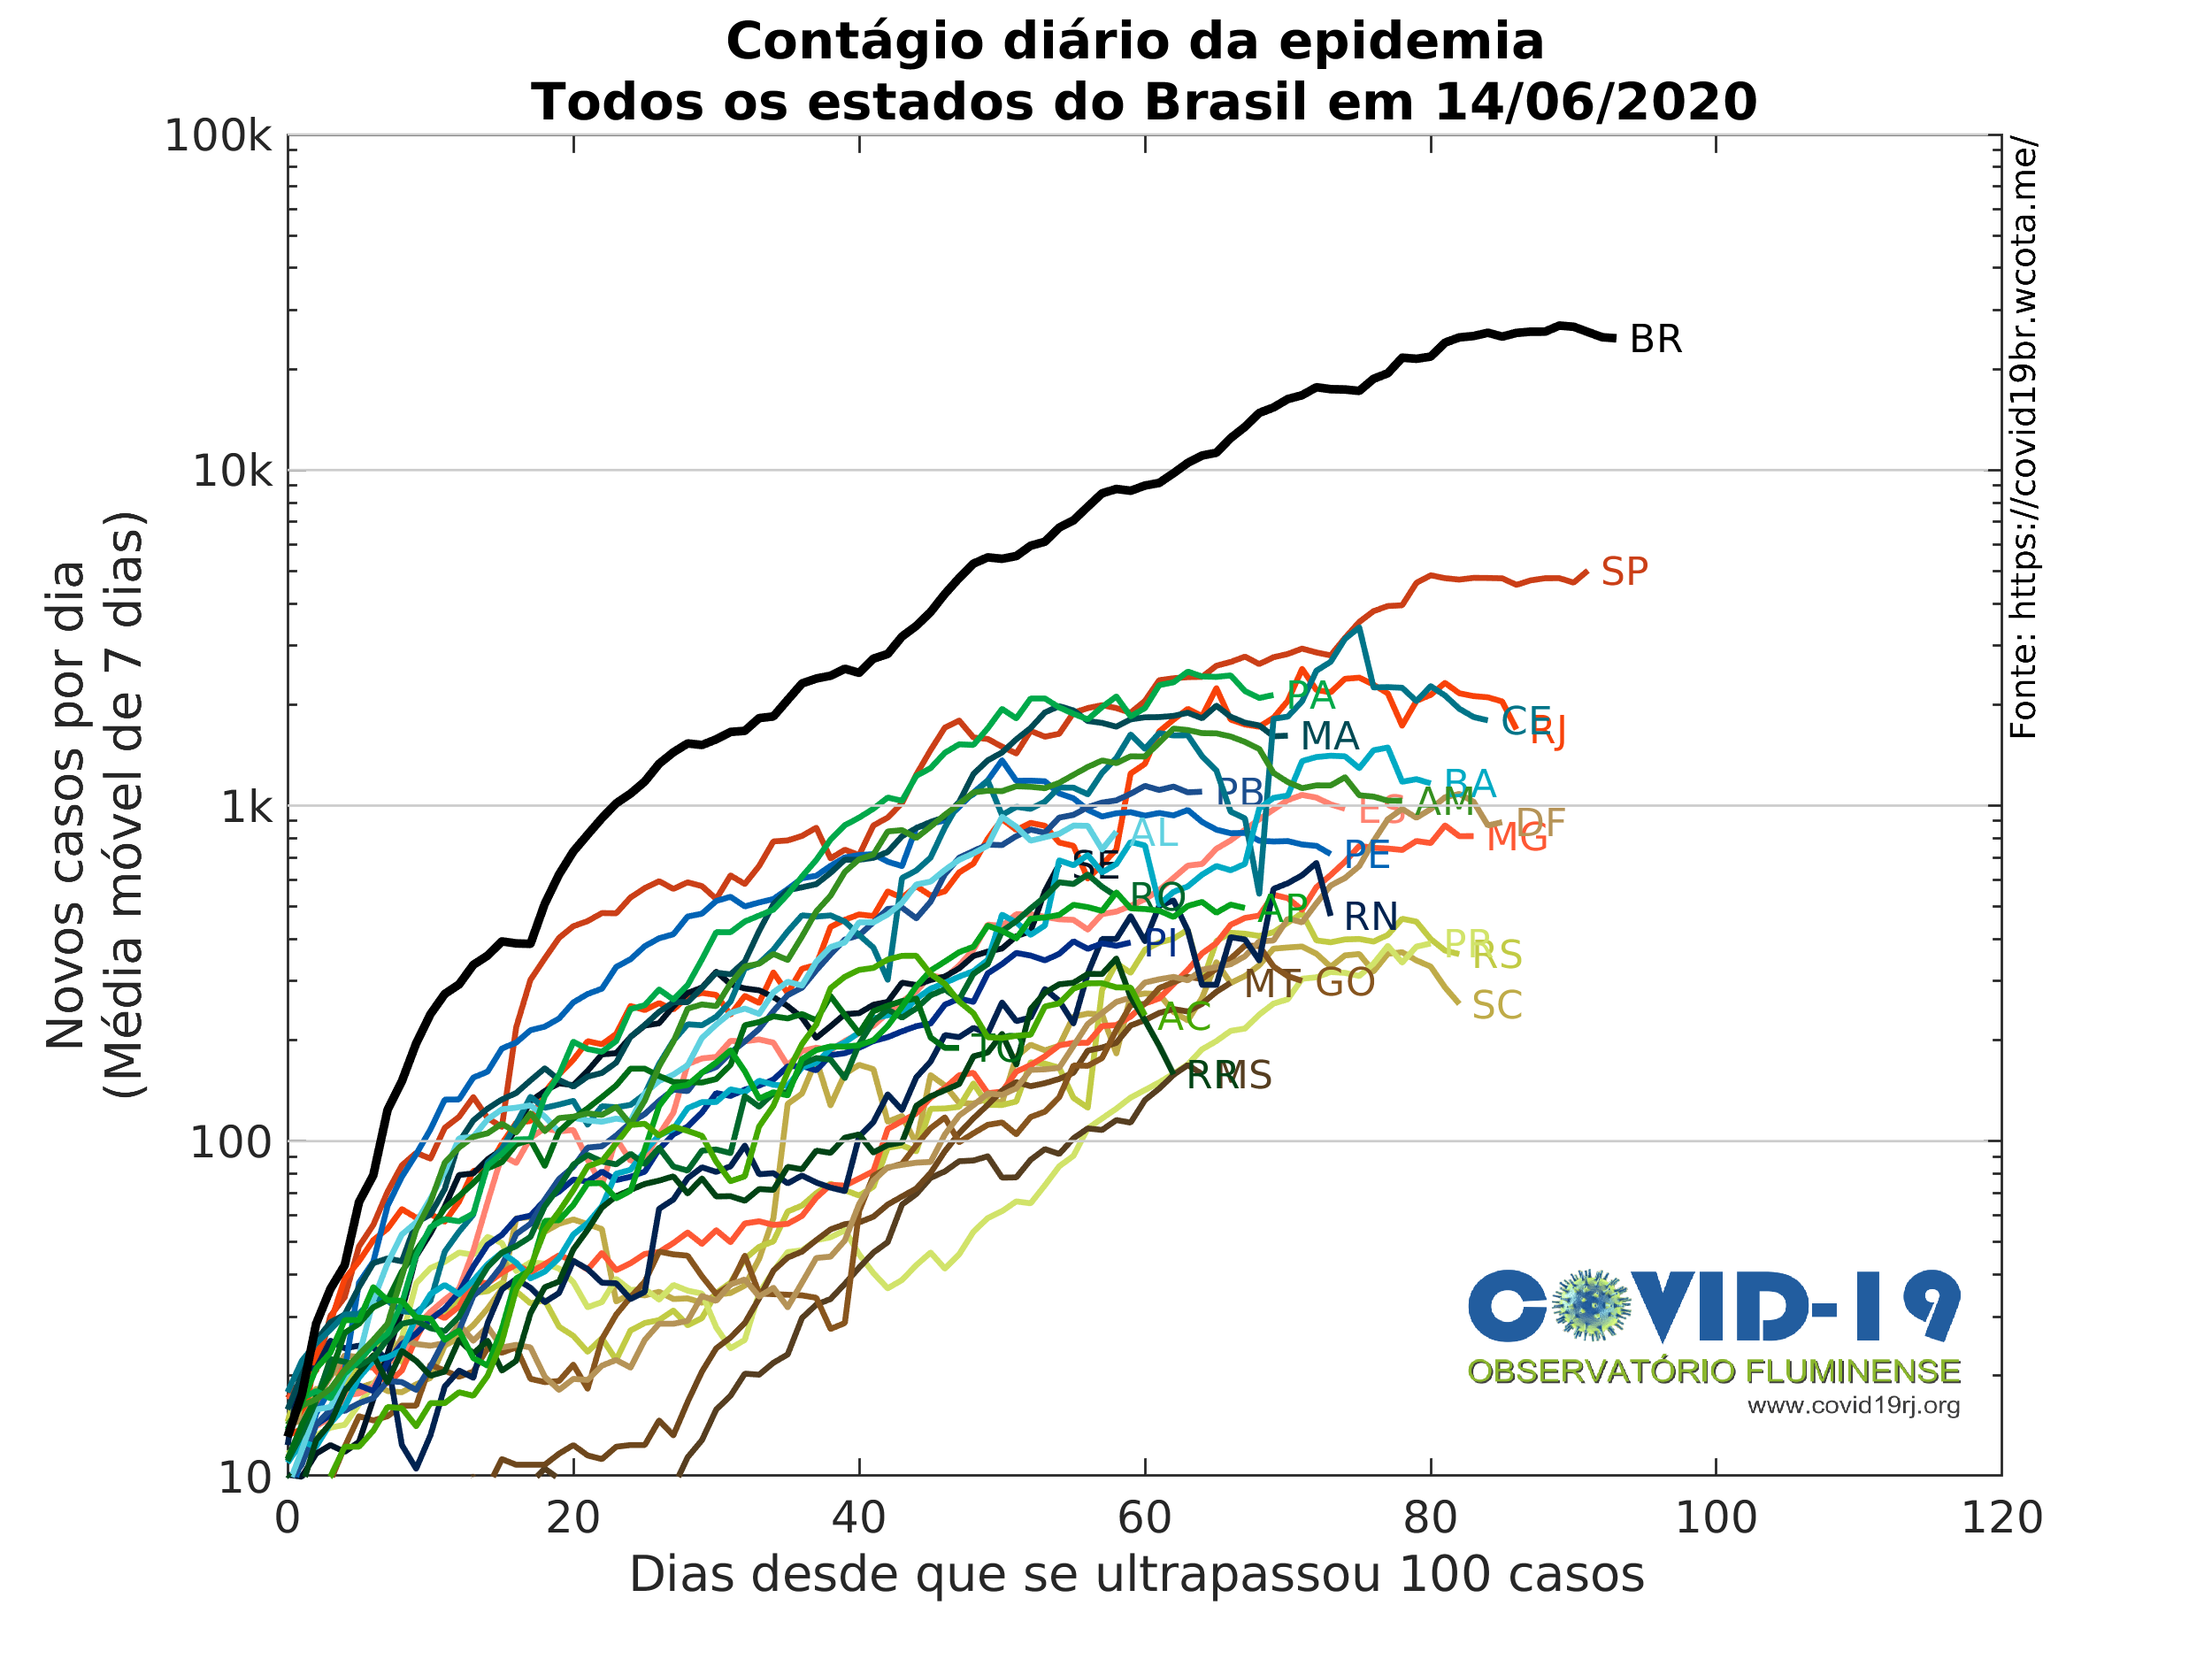 Contágio diário da epidemia
Todos os estados do Brasil em 14/06/2020
100k
10k
1k
100
10
Novos casos por dia
(Média móvel de 7 dias)
0 20 40 60 80 100 120
Dias desde que se ultrapassou 100 casos
Fonte: https://covid19br.wcota.me/
BR
SP
PA
CE
RJ
MA
BA
PB
ES
AM
DF
AL
MG
PE
SE
RO
AP
RN
PI
PR
RS
MT
GO
SC
AC
TO
RR
MS
COVID-19
OBSERVATÓRIO FLUMINENSE
www.covid19rj.org